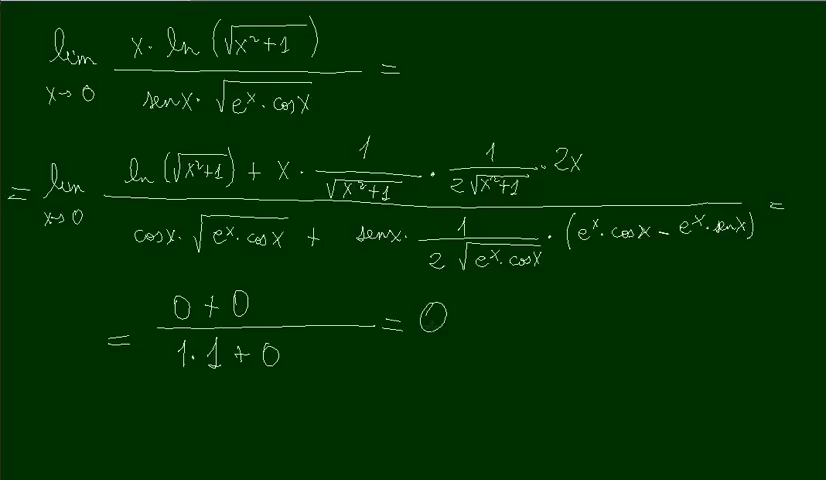 lim x→0 x · ln (√(x²+1)) / senx · √(eˣ · cosx) =
= lim x→0 ln (√(x²+1)) + x · 1/√(x²+1) · 1/(2√(x²+1)) · 2x / cosx · √(eˣ · cosx) + senx · 1/(2√(eˣ · cosx)) · (eˣ · cosx − eˣ · senx) =
= 0 + 0 / 1 · 1 + 0 = 0